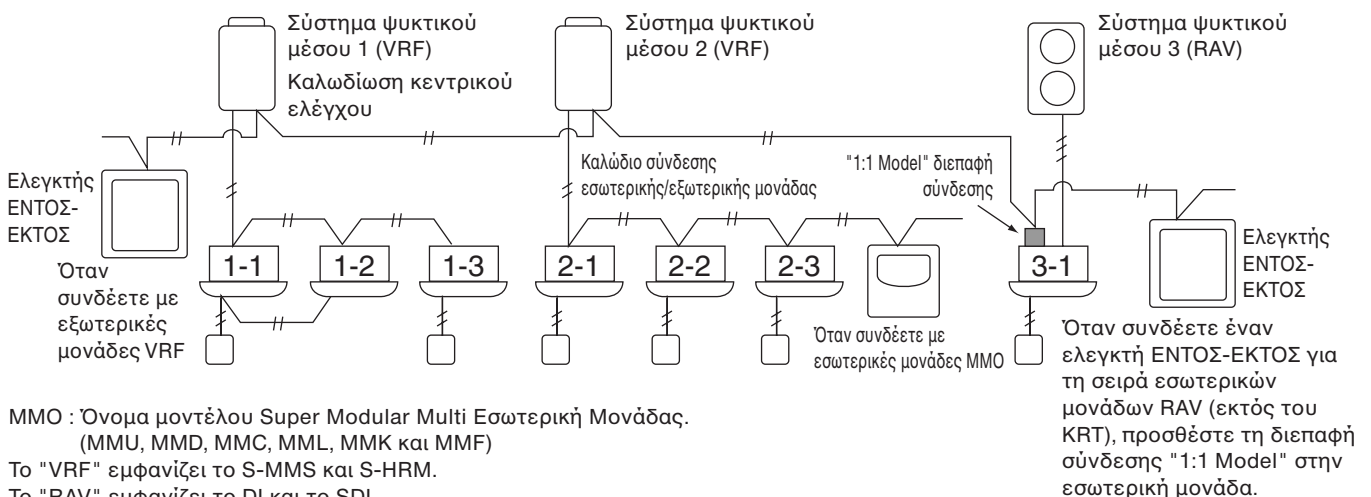 Σύστημα ψυκτικού
μέσου 1 (VRF)
Καλωδίωση κεντρικού
ελέγχου
Σύστημα ψυκτικού
μέσου 2 (VRF)
Σύστημα ψυκτικού
μέσου 3 (RAV)
Ελεγκτής
ΕΝΤΟΣ-
ΕΚΤΟΣ
Καλώδιο σύνδεσης
εσωτερικής/εξωτερικής μονάδας
"1:1 Model" διεπαφή
σύνδεσης
Ελεγκτής
ΕΝΤΟΣ-
ΕΚΤΟΣ
1-1
1-2
1-3
2-1
2-2
2-3
3-1
Όταν
συνδέετε με
εξωτερικές
μονάδες VRF
Όταν συνδέετε με
εσωτερικές μονάδες MMO
Όταν συνδέετε έναν
ελεγκτή ΕΝΤΟΣ-ΕΚΤΟΣ για
τη σειρά εσωτερικών
μονάδων RAV (εκτός του
KRT), προσθέστε τη διεπαφή
σύνδεσης "1:1 Model" στην
εσωτερική μονάδα.
MMO : Όνομα μοντέλου Super Modular Multi Εσωτερική Μονάδας.
(MMU, MMD, MMC, MML, MMK και MMF)
Το "VRF" εμφανίζει το S-MMS και S-HRM.
Το "RAV" εμφανίζει το DI και το SDI.